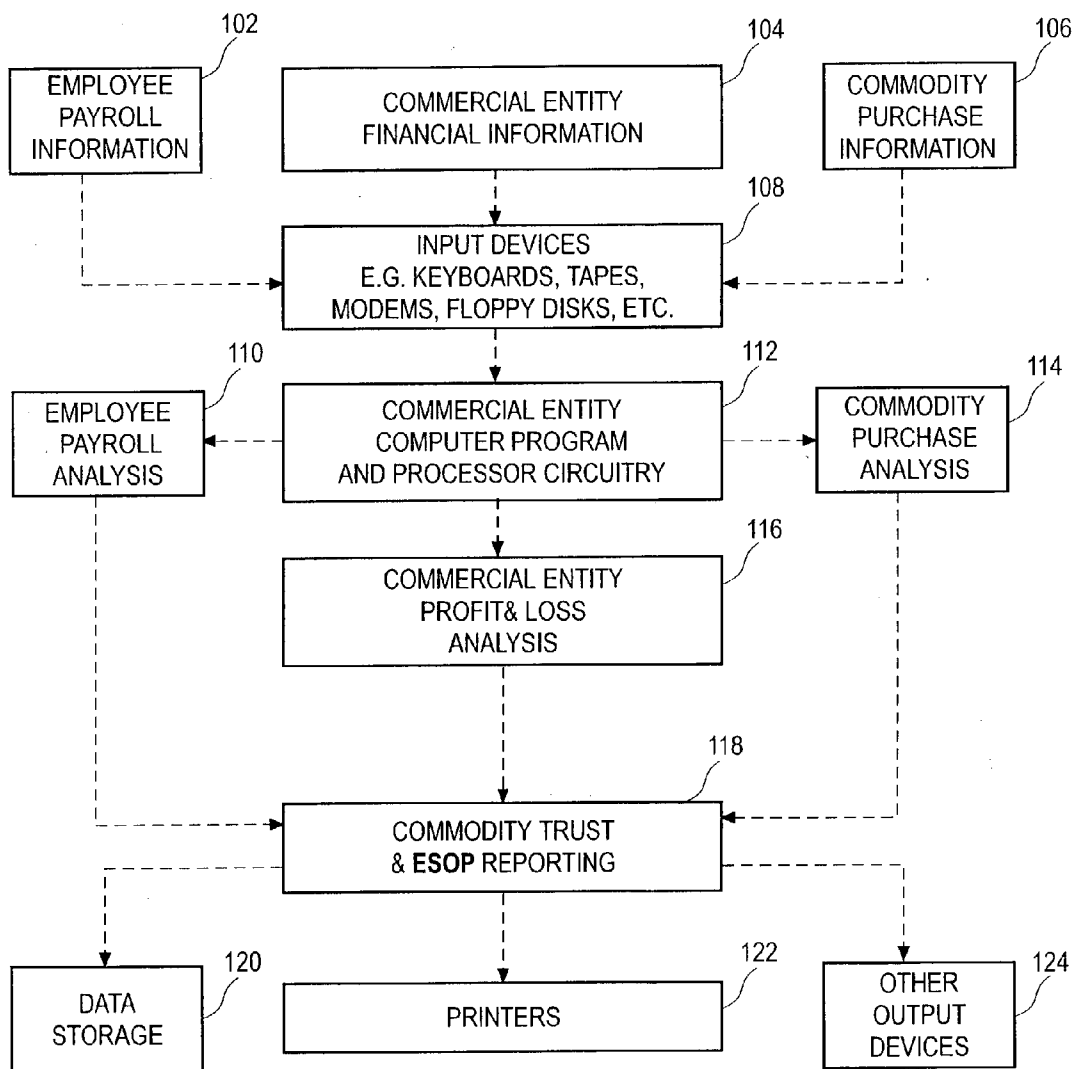 102
EMPLOYEE
PAYROLL
INFORMATION
104
COMMERCIAL ENTITY
FINANCIAL INFORMATION
106
COMMODITY
PURCHASE
INFORMATION
108
INPUT DEVICES
E.G. KEYBOARDS, TAPES,
MODEMS, FLOPPY DISKS, ETC.
110
EMPLOYEE
PAYROLL
ANALYSIS
112
COMMERCIAL ENTITY
COMPUTER PROGRAM
AND PROCESSOR CIRCUITRY
114
COMMODITY
PURCHASE
ANALYSIS
116
COMMERCIAL ENTITY
PROFIT& LOSS
ANALYSIS
118
COMMODITY TRUST
& ESOP REPORTING
120
DATA
STORAGE
122
PRINTERS
124
OTHER
OUTPUT
DEVICES